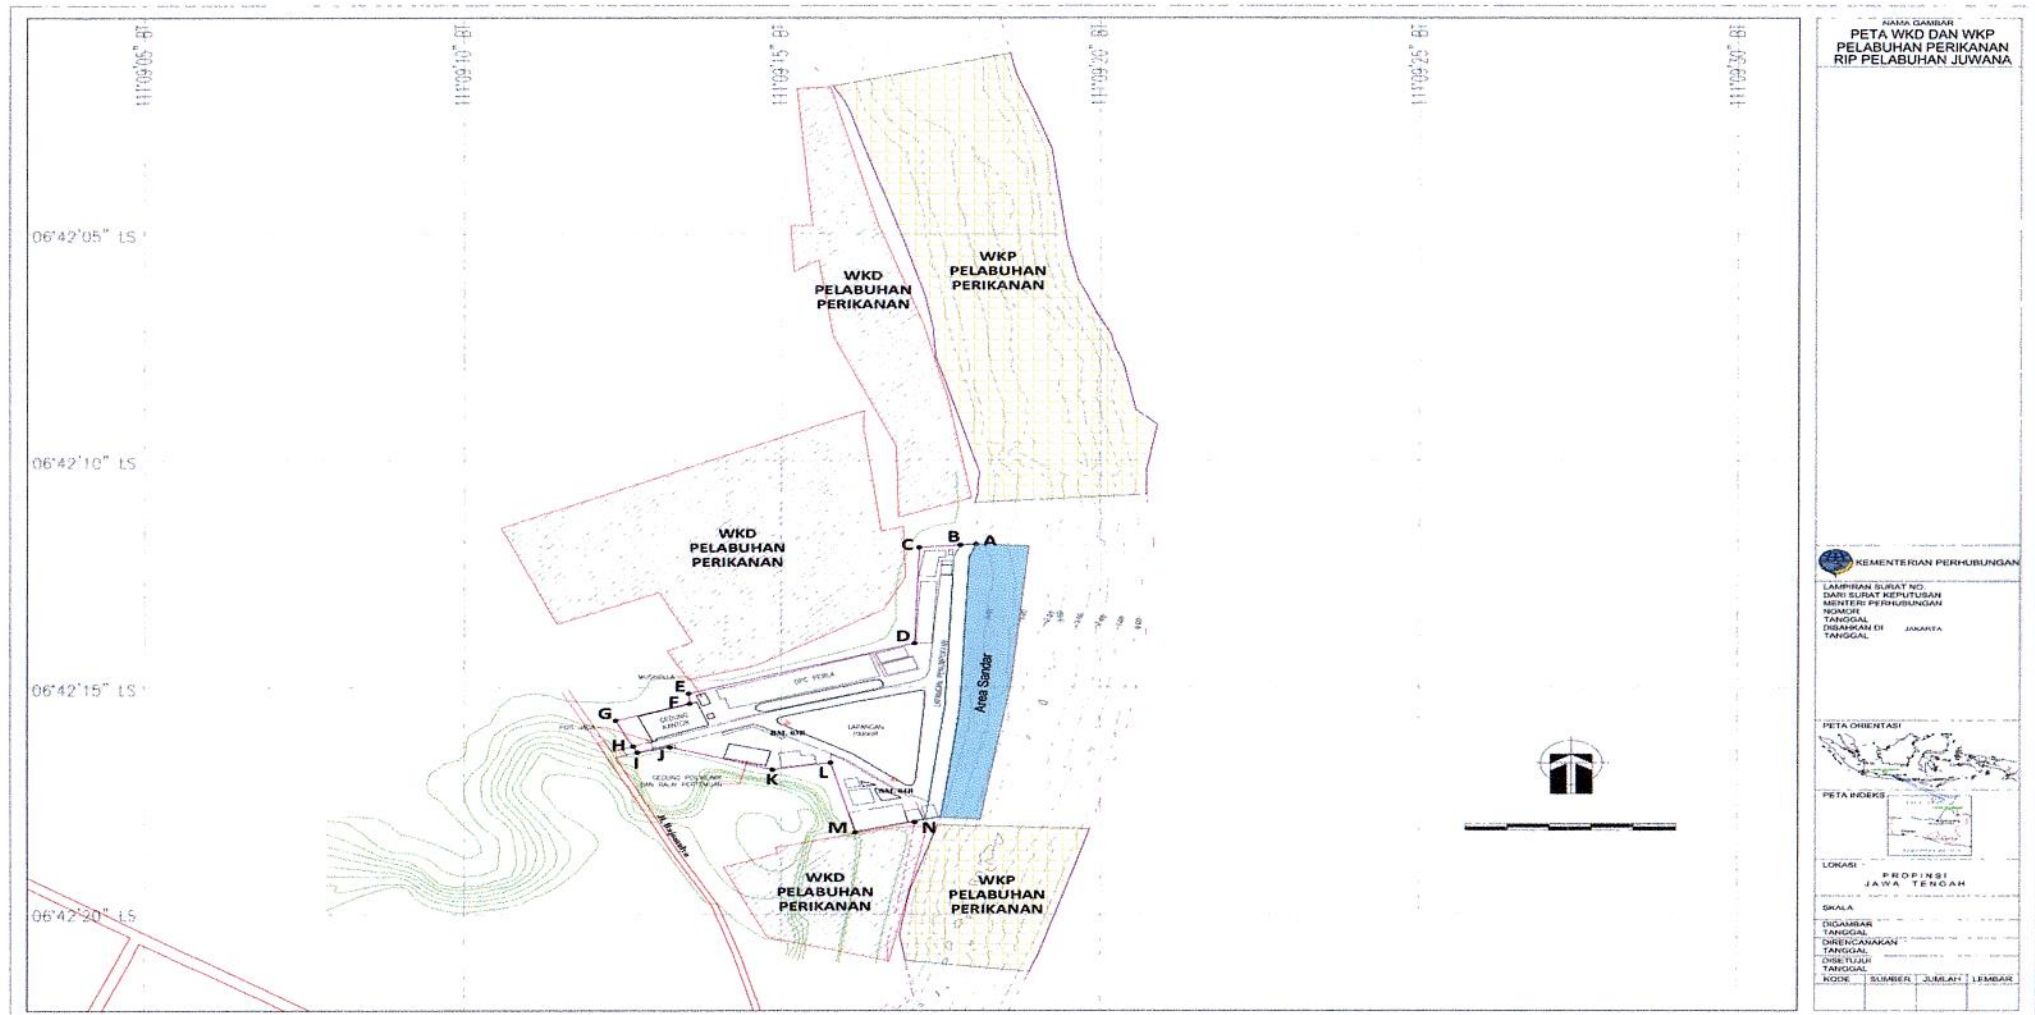 111°09'05" BT
111°09'10" BT
111°09'15" BT
111°09'20" BT
111°09'25" BT
111°09'30" BT
06°42'05" LS
06°42'10" LS
06°42'15" LS
06°42'20" LS
WKD
PELABUHAN
PERIKANAN
WKP
PELABUHAN
PERIKANAN
WKD
PELABUHAN
PERIKANAN
C
B
A
D
E
F
G
H
I
J
K
L
M
N
MUSHOLLA
GEDUNG
KANTOR
LAPANGAN
Area Sandar
GEDUNG
WKD
PELABUHAN
PERIKANAN
WKP
PELABUHAN
PERIKANAN
NAMA GAMBAR
PETA WKD DAN WKP
PELABUHAN PERIKANAN
RIP PELABUHAN JUWANA
KEMENTERIAN PERHUBUNGAN
LAMPIRAN SURAT NO.
DARI SURAT KEPUTUSAN
MENTERI PERHUBUNGAN
NOMOR
TANGGAL
DISAHKAN DI JAKARTA
TANGGAL
PETA ORIENTASI
PETA INDEKS
LOKASI
PROPINSI
JAWA TENGAH
SKALA
DIGAMBAR
TANGGAL
DIRENCANAKAN
TANGGAL
DISETUJUI
TANGGAL
KODE SUMBER JUMLAH LEMBAR